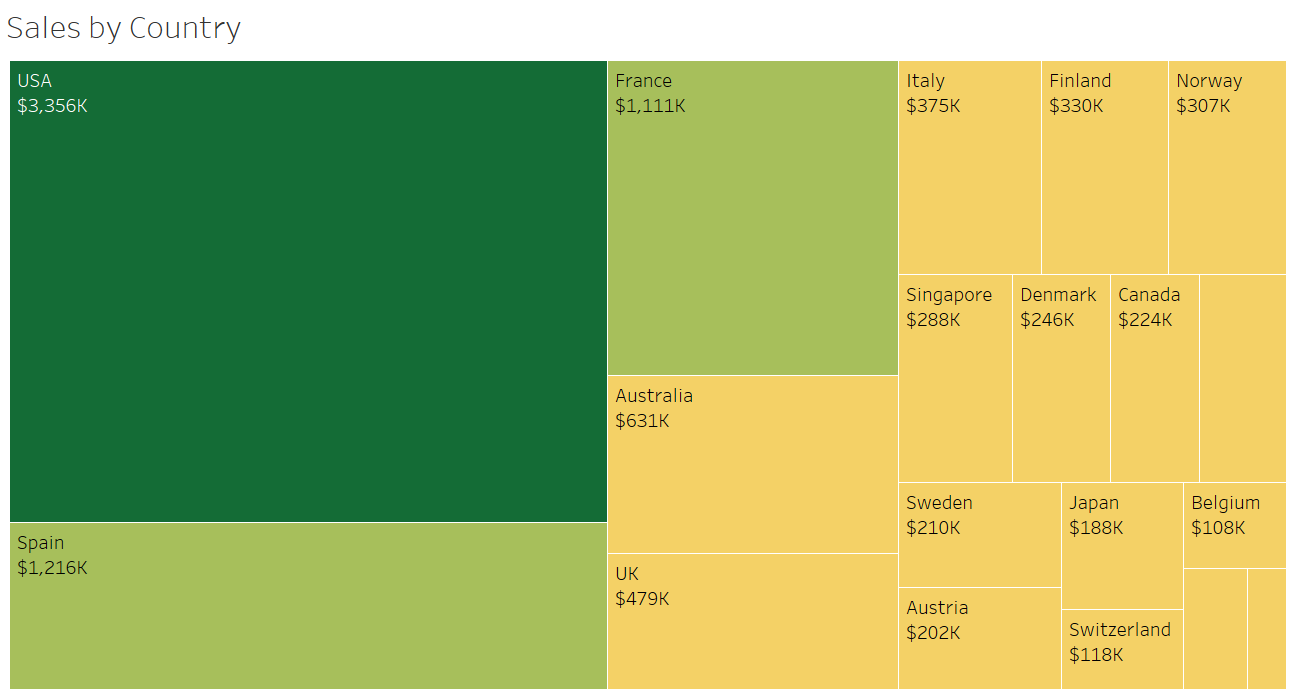 Sales by Country
USA
$3,356K
France
$1,111K
Italy
$375K
Finland
$330K
Norway
$307K
Singapore
$288K
Denmark
$246K
Canada
$224K
Australia
$631K
Sweden
$210K
Japan
$188K
Belgium
$108K
Spain
$1,216K
UK
$479K
Austria
$202K
Switzerland
$118K